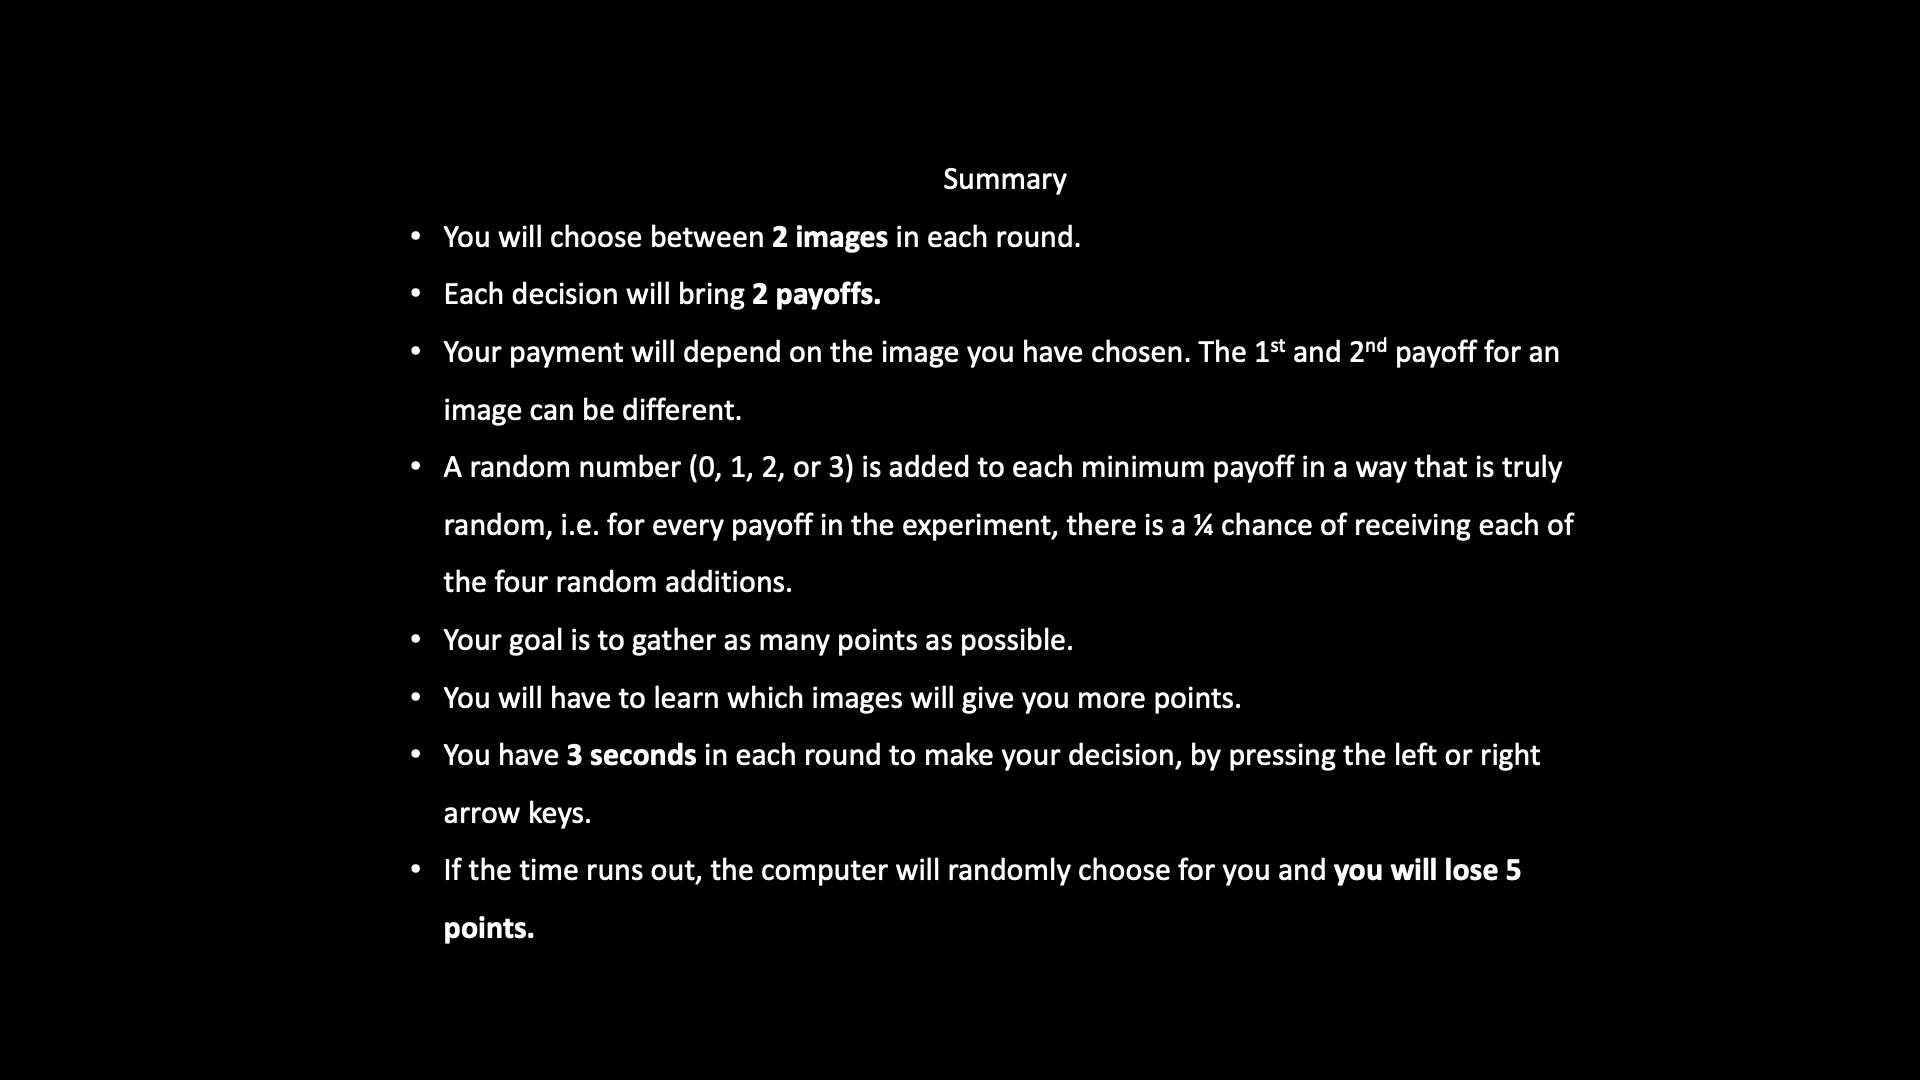 Summary
• You will choose between 2 images in each round.
• Each decision will bring 2 payoffs.
• Your payment will depend on the image you have chosen. The 1st and 2nd payoff for an
image can be different.
• A random number (0, 1, 2, or 3) is added to each minimum payoff in a way that is truly
random, i.e. for every payoff in the experiment, there is a ¼ chance of receiving each of
the four random additions.
• Your goal is to gather as many points as possible.
• You will have to learn which images will give you more points.
• You have 3 seconds in each round to make your decision, by pressing the left or right
arrow keys.
• If the time runs out, the computer will randomly choose for you and you will lose 5
points.